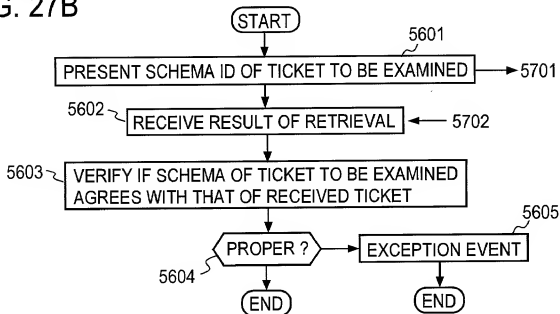 G. 27B
START
5601
PRESENT SCHEMA ID OF TICKET TO BE EXAMINED
5701
5602
RECEIVE RESULT OF RETRIEVAL
5702
5603
VERIFY IF SCHEMA OF TICKET TO BE EXAMINED
AGREES WITH THAT OF RECEIVED TICKET
5605
PROPER ?
EXCEPTION EVENT
5604
END
END